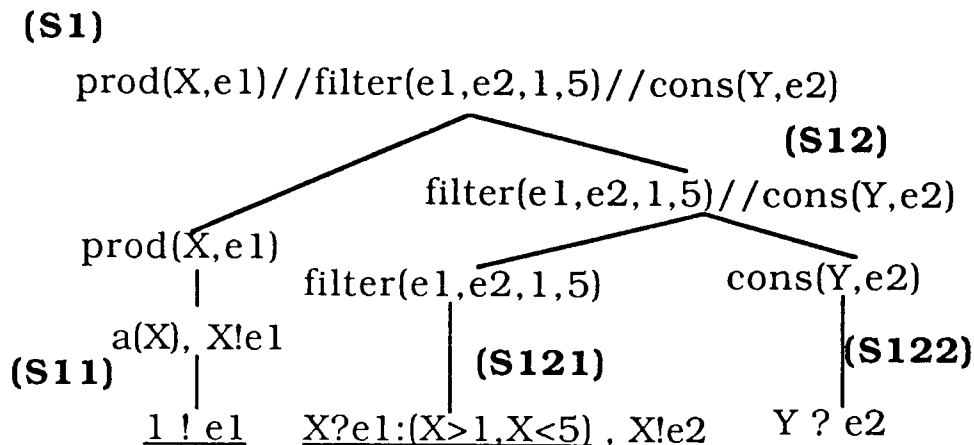 (S1)
prod(X,e1)//filter(e1,e2,1,5)//cons(Y,e2)
(S12)
filter(e1,e2,1,5)//cons(Y,e2)
prod(X,e1)
filter(e1,e2,1,5)
cons(Y,e2)
a(X), X!e1
(S11)
(S121)
(S122)
1 ! e1
X?e1:(X>1,X<5) , X!e2
Y ? e2